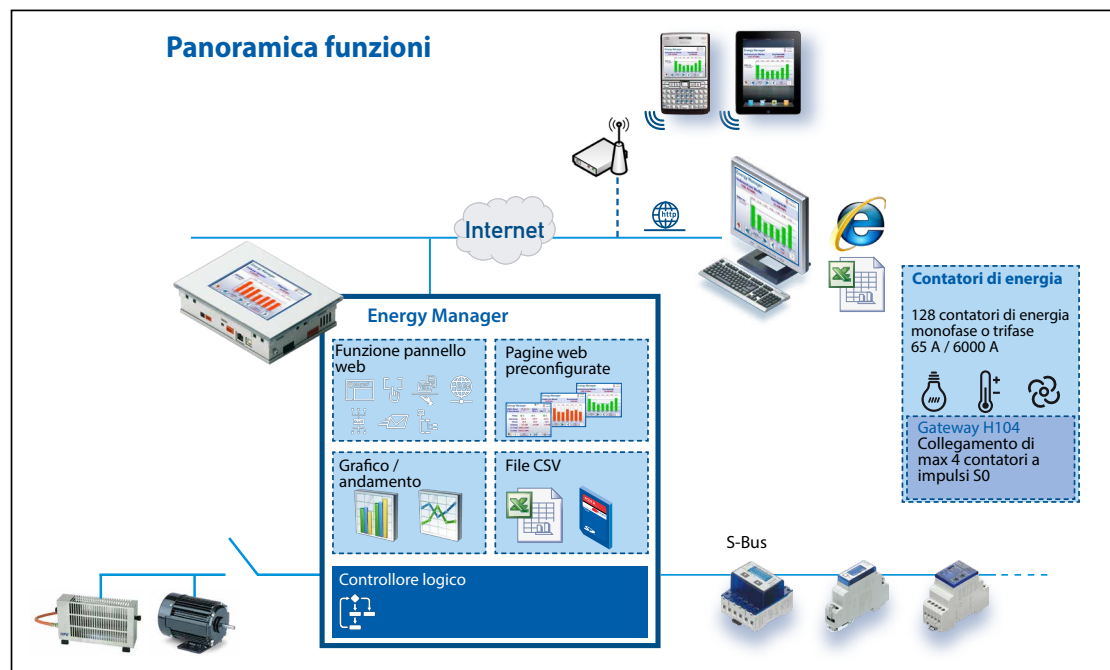 Panoramica funzioni
http
Internet
Energy Manager
Funzione pannello
web
Pagine web
preconfigurate
Grafico /
andamento
File CSV
Controllore logico
Contatori di energia
128 contatori di energia
monofase o trifase
65 A / 6000 A
Gateway H104
Collegamento di
max 4 contatori a
impulsi S0
S-Bus